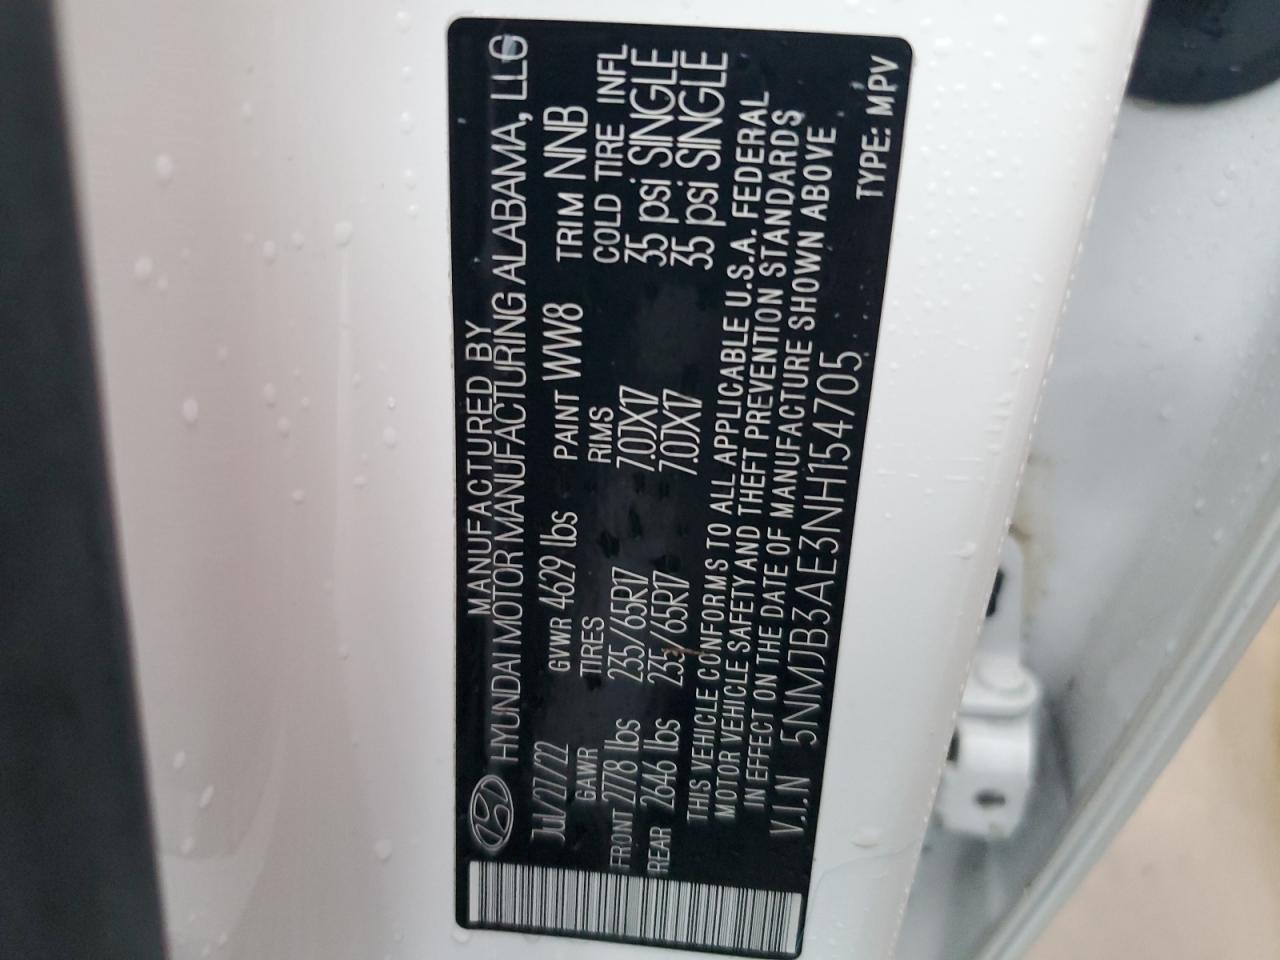 MANUFACTURED BY
HYUNDAI MOTOR MANUFACTURING ALABAMA, LLC
JUL/27/22 GVWR 4629 lbs PAINT WW8 TRIM NNB
GAWR TIRES RIMS COLD TIRE INFL
FRONT 2778 lbs 235/65R17 7.0JX17 35 psi SINGLE
REAR 2646 lbs 235/65R17 7.0JX17 35 psi SINGLE
THIS VEHICLE CONFORMS TO ALL APPLICABLE U.S.A. FEDERAL
MOTOR VEHICLE SAFETY AND THEFT PREVENTION STANDARDS
IN EFFECT ON THE DATE OF MANUFACTURE SHOWN ABOVE
V.I.N 5NMJB3AE3NH154705 TYPE: MPV